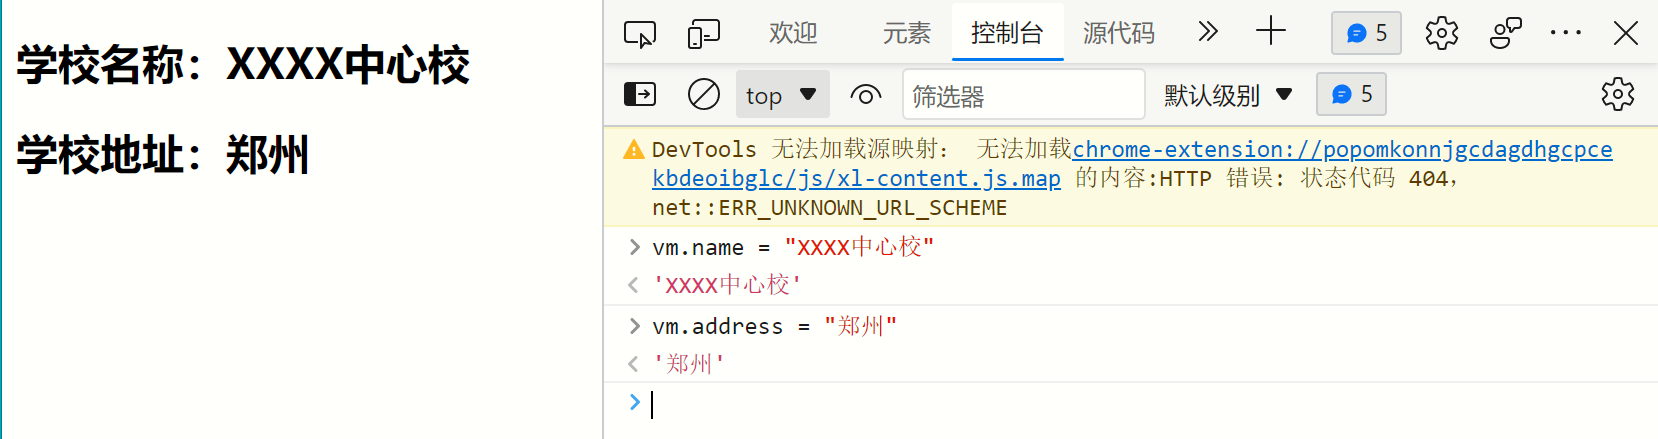 学校名称：XXXX中心校
学校地址：郑州
欢迎 元素 控制台 源代码 5
top 筛选器 默认级别 5
DevTools 无法加载源映射： 无法加载chrome-extension://popomkonnjgcdagdhgcpce
kbdeoibglc/js/xl-content.js.map 的内容:HTTP 错误: 状态代码 404，
net::ERR_UNKNOWN_URL_SCHEME
> vm.name = "XXXX中心校"
< 'XXXX中心校'
> vm.address = "郑州"
< '郑州'
>